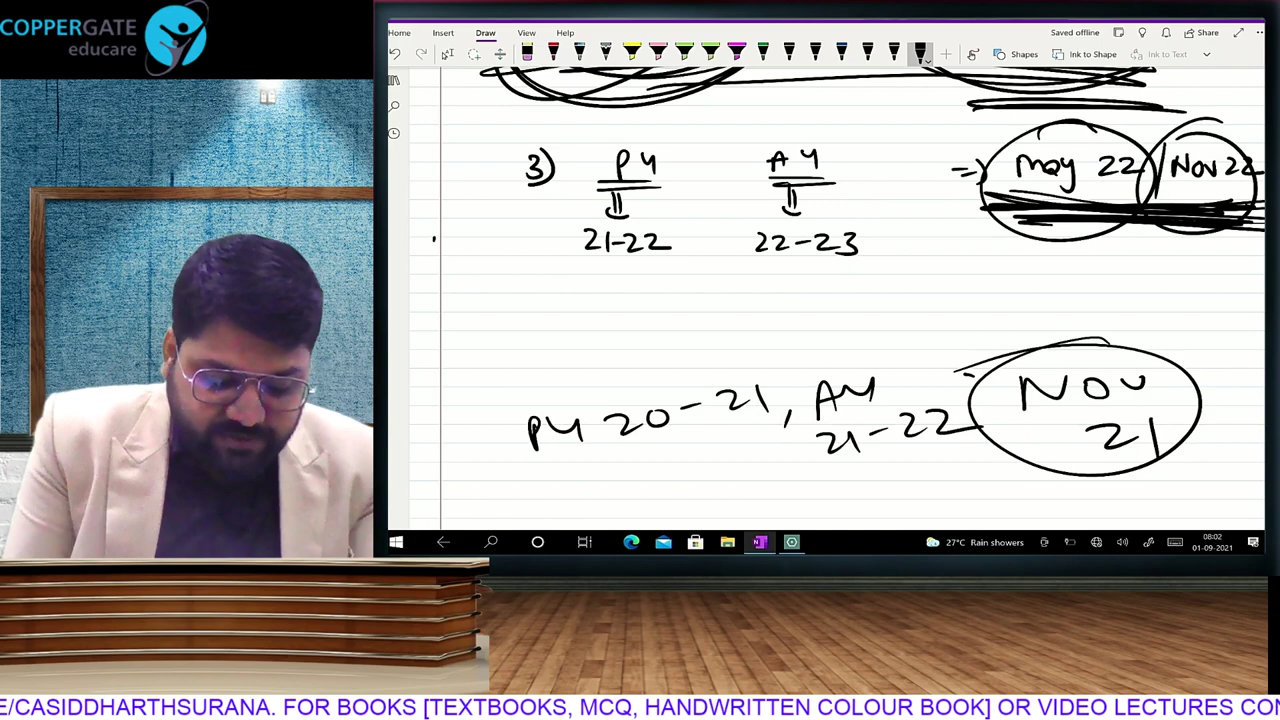 COPPERGATE
educare
Home Insert Draw View Help Saved offline Share
Shapes Ink to Shape Ink to Text
3) PY AY => May 22 Nov 22
21-22 22-23
PY 20-21, AY 21-22 Nov 21
27°C Rain showers 08:02
01-09-2021
E/CASIDDHARTHSURANA. FOR BOOKS [TEXTBOOKS, MCQ, HANDWRITTEN COLOUR BOOK] OR VIDEO LECTURES CON